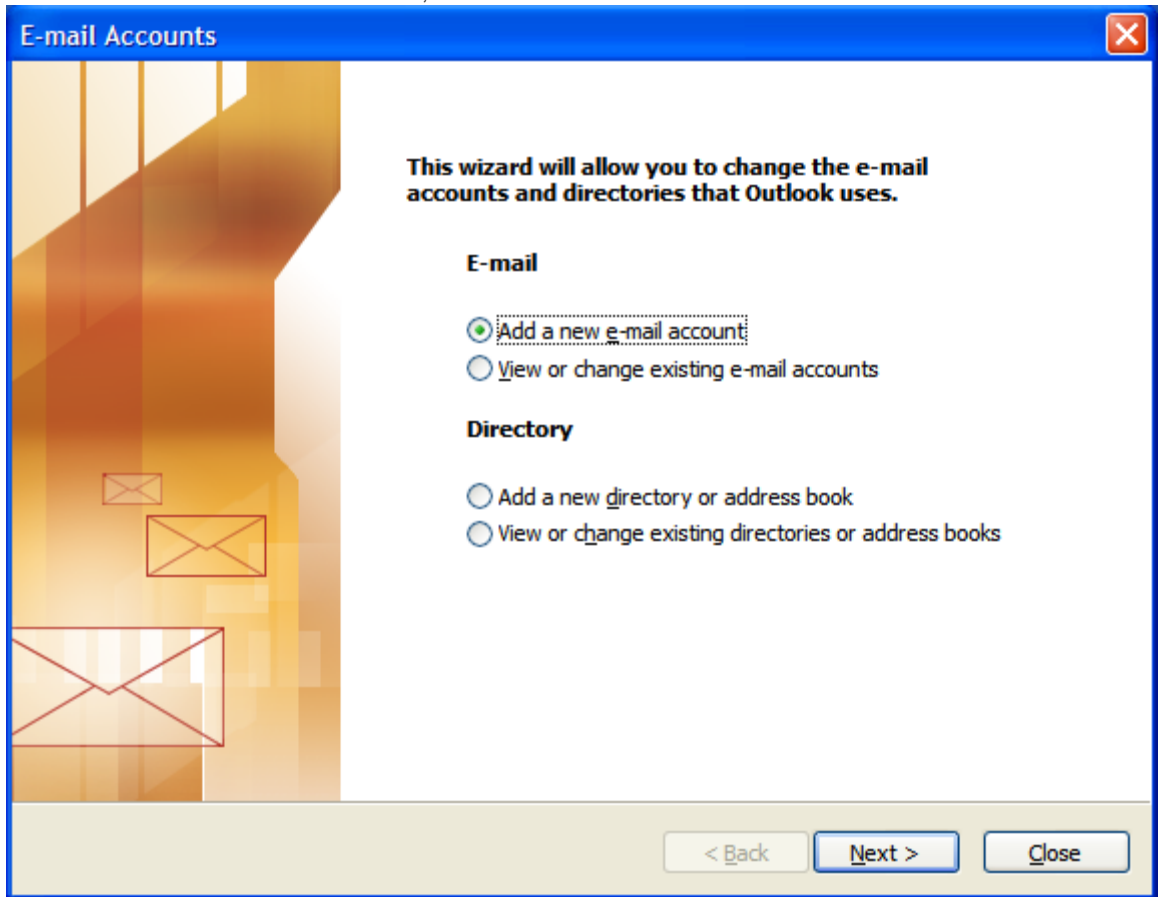 E-mail Accounts
This wizard will allow you to change the e-mail
accounts and directories that Outlook uses.
E-mail
Add a new e-mail account
View or change existing e-mail accounts
Directory
Add a new directory or address book
View or change existing directories or address books
< Back Next > Close